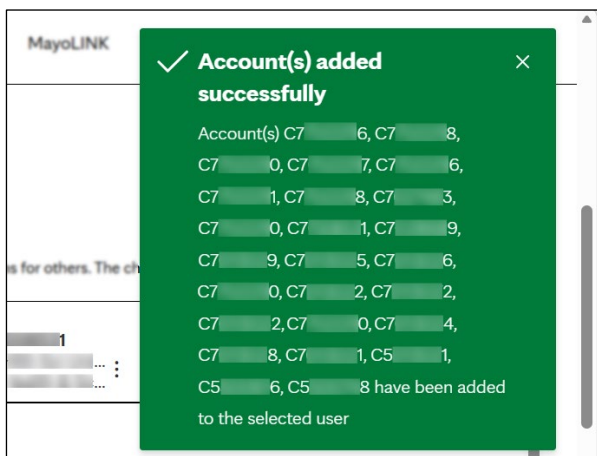 MayoLINK
Account(s) added
successfully
Account(s) C7 6, C7 8,
C7 0, C7 7, C7 6,
C7 1, C7 8, C7 3,
C7 0, C7 1, C7 9,
C7 9, C7 5, C7 6,
C7 0, C7 2, C7 2,
C7 2, C7 0, C7 4,
C7 8, C7 1, C5 1,
C5 6, C5 8 have been added
to the selected user
s for others. The ch
1
...
...